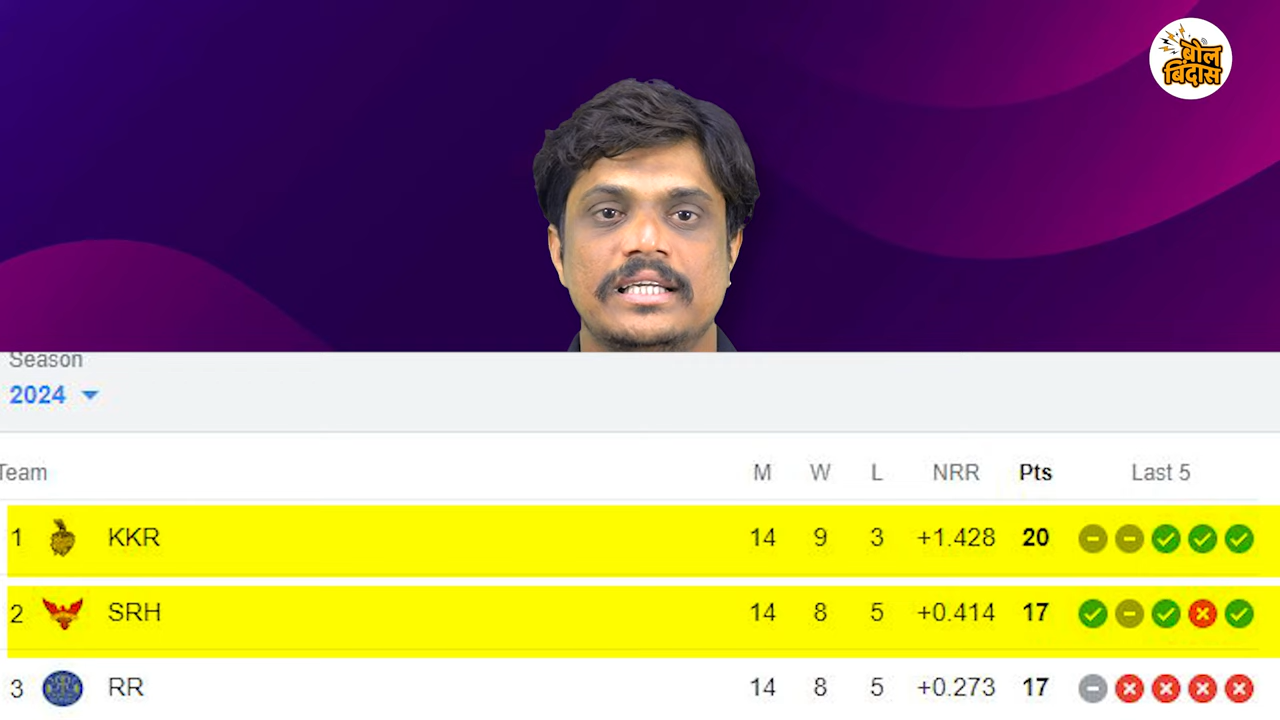 बोल
बिंदास
Season
2024
Team M W L NRR Pts Last 5
1 KKR 14 9 3 +1.428 20
2 SRH 14 8 5 +0.414 17
3 RR 14 8 5 +0.273 17